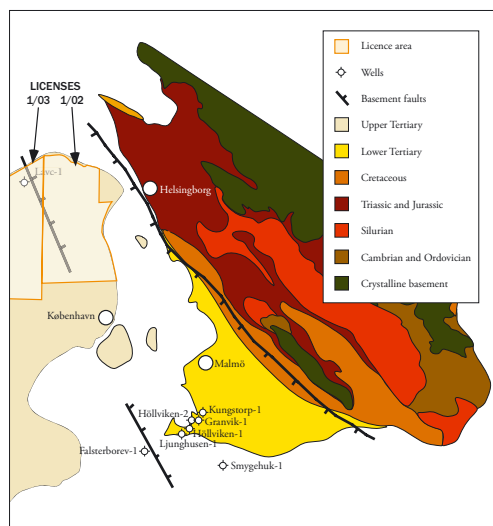 Licence area
Wells
Basement faults
Upper Tertiary
Lower Tertiary
Cretaceous
Triassic and Jurassic
Silurian
Cambrian and Ordovician
Crystalline basement
LICENSES
1/03 1/02
Lavc-1
Helsingborg
København
Malmö
Kungstorp-1
Höllviken-2
Granvik-1
Höllviken-1
Ljunghusen-1
Falsterborev-1
Smygehuk-1